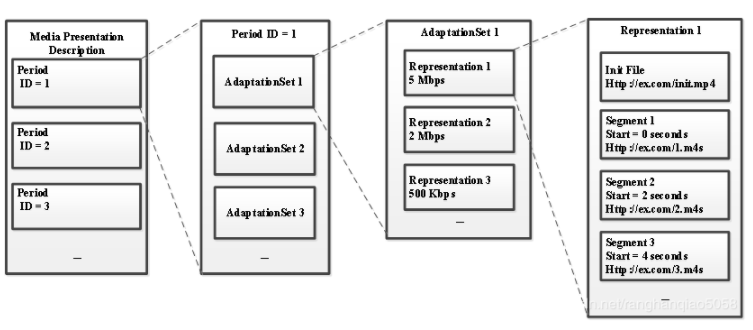 Media Presentation
Description
Period
ID = 1
Period
ID = 2
Period
ID = 3
...
Period ID = 1
AdaptationSet 1
AdaptationSet 2
AdaptationSet 3
...
AdaptationSet 1
Representation 1
5 Mbps
Representation 2
2 Mbps
Representation 3
500 Kbps
...
Representation 1
Init File
Http://ex.com/init.mp4
Segment 1
Start = 0 seconds
Http://ex.com/1.m4s
Segment 2
Start = 2 seconds
Http://ex.com/2.m4s
Segment 3
Start = 4 seconds
Http://ex.com/3.m4s
...